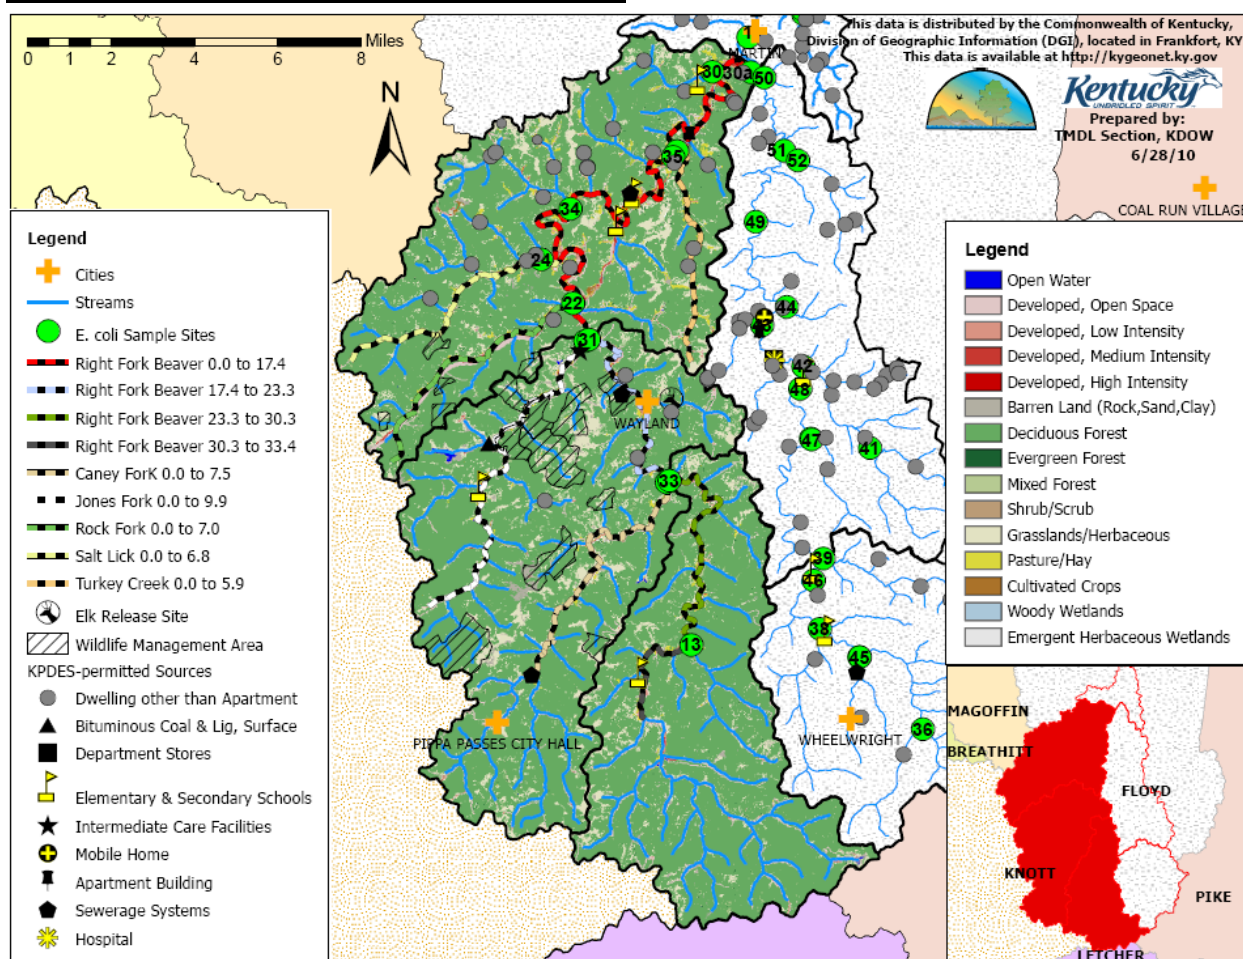 This data is distributed by the Commonwealth of Kentucky,
Division of Geographic Information (DGI), located in Frankfort, KY
This data is available at http://kygeonet.ky.gov
Kentucky
UNBRIDLED SPIRIT
Prepared by:
TMDL Section, KDOW
6/28/10
Miles
0 1 2 4 6 8
N
MARTIN
1
30 30a 50
35
51
52
34
49
24
22
44
31
43
42
48
WAYLAND
47
41
33
39
46
38
13
45
36
PIPPA PASSES CITY HALL
WHEELWRIGHT
COAL RUN VILLAGE
Legend
Cities
Streams
E. coli Sample Sites
Right Fork Beaver 0.0 to 17.4
Right Fork Beaver 17.4 to 23.3
Right Fork Beaver 23.3 to 30.3
Right Fork Beaver 30.3 to 33.4
Caney ForK 0.0 to 7.5
Jones Fork 0.0 to 9.9
Rock Fork 0.0 to 7.0
Salt Lick 0.0 to 6.8
Turkey Creek 0.0 to 5.9
Elk Release Site
Wildlife Management Area
KPDES-permitted Sources
Dwelling other than Apartment
Bituminous Coal & Lig, Surface
Department Stores
Elementary & Secondary Schools
Intermediate Care Facilities
Mobile Home
Apartment Building
Sewerage Systems
Hospital
Legend
Open Water
Developed, Open Space
Developed, Low Intensity
Developed, Medium Intensity
Developed, High Intensity
Barren Land (Rock,Sand,Clay)
Deciduous Forest
Evergreen Forest
Mixed Forest
Shrub/Scrub
Grasslands/Herbaceous
Pasture/Hay
Cultivated Crops
Woody Wetlands
Emergent Herbaceous Wetlands
MAGOFFIN
BREATHITT
FLOYD
KNOTT
PIKE
LETCHER